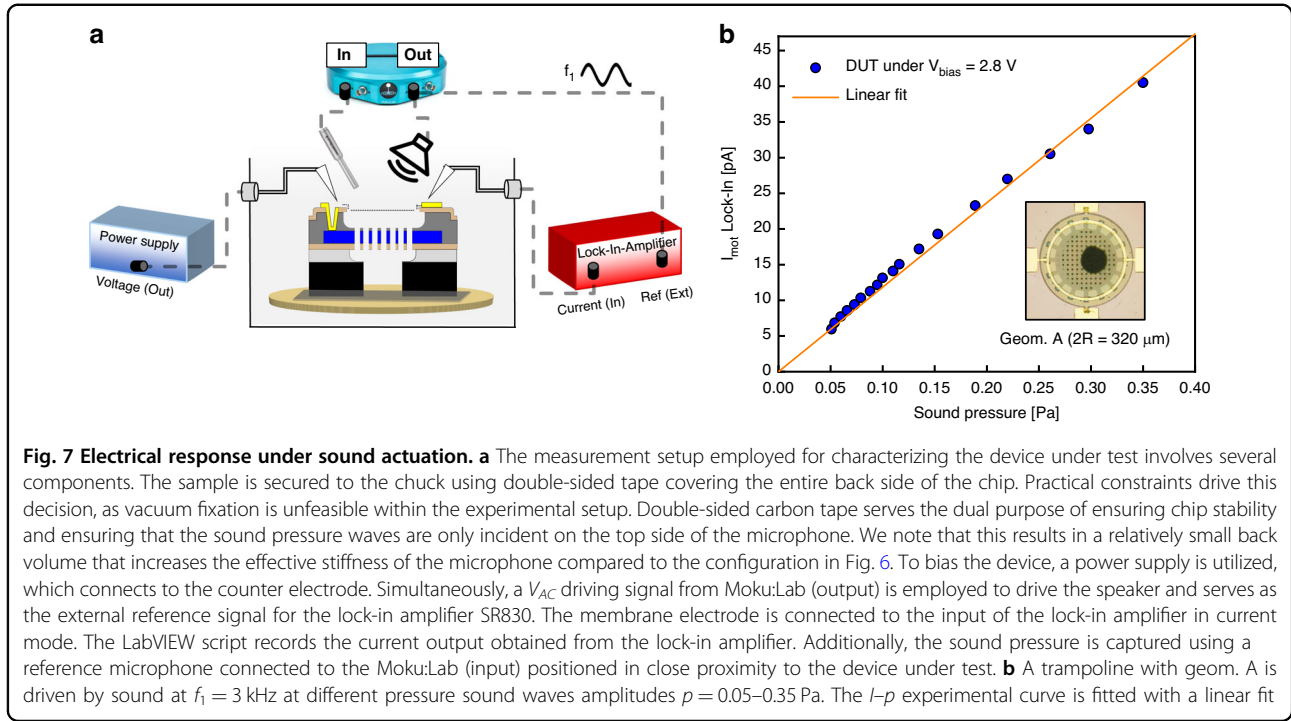 a
In
Out
f₁
Power supply
Voltage (Out)
Lock-In-Amplifier
Current (In)
Ref (Ext)
b
45
40
35
30
25
20
15
10
5
0
I_mot Lock-In [pA]
DUT under V_bias = 2.8 V
Linear fit
Geom. A (2R = 320 µm)
0.00 0.05 0.10 0.15 0.20 0.25 0.30 0.35 0.40
Sound pressure [Pa]
Fig. 7 Electrical response under sound actuation. a The measurement setup employed for characterizing the device under test involves several
components. The sample is secured to the chuck using double-sided tape covering the entire back side of the chip. Practical constraints drive this
decision, as vacuum fixation is unfeasible within the experimental setup. Double-sided carbon tape serves the dual purpose of ensuring chip stability
and ensuring that the sound pressure waves are only incident on the top side of the microphone. We note that this results in a relatively small back
volume that increases the effective stiffness of the microphone compared to the configuration in Fig. 6. To bias the device, a power supply is utilized,
which connects to the counter electrode. Simultaneously, a V_AC driving signal from Moku:Lab (output) is employed to drive the speaker and serves as
the external reference signal for the lock-in amplifier SR830. The membrane electrode is connected to the input of the lock-in amplifier in current
mode. The LabVIEW script records the current output obtained from the lock-in amplifier. Additionally, the sound pressure is captured using a
reference microphone connected to the Moku:Lab (input) positioned in close proximity to the device under test. b A trampoline with geom. A is
driven by sound at f₁ = 3 kHz at different pressure sound waves amplitudes p = 0.05–0.35 Pa. The I–p experimental curve is fitted with a linear fit